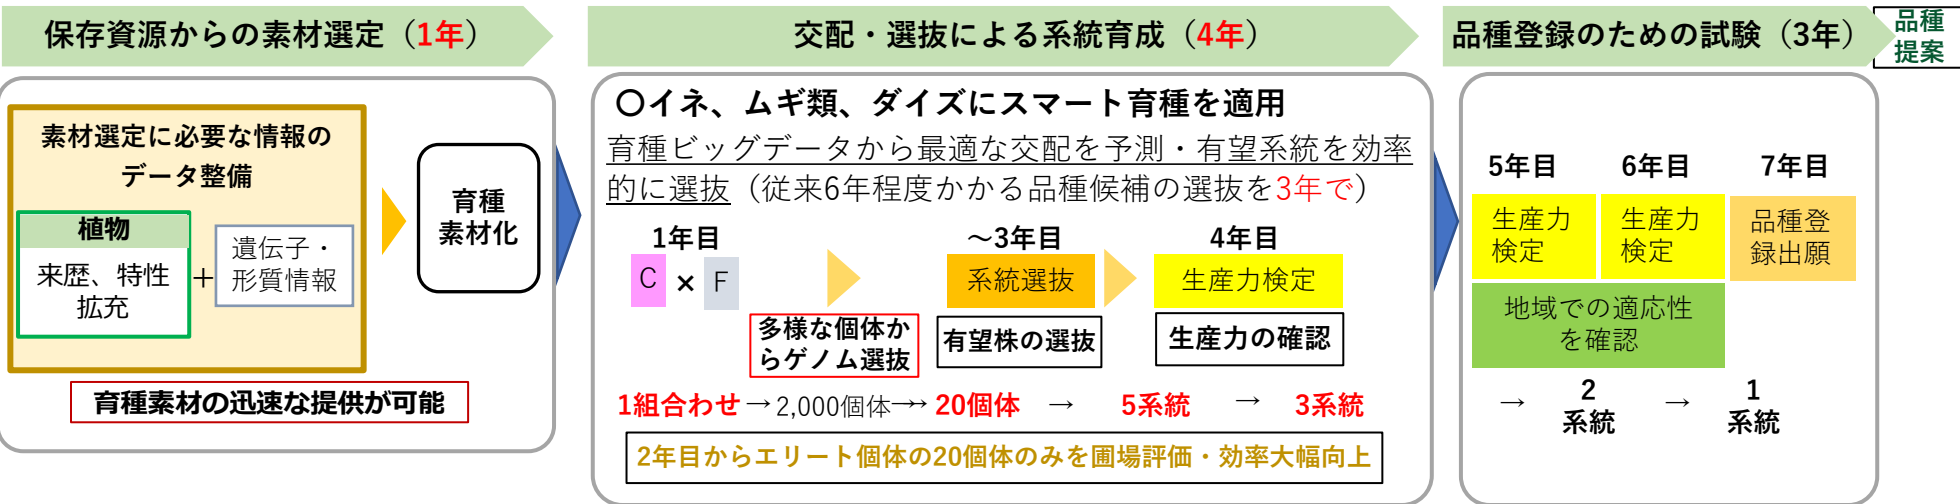 保存資源からの素材選定（1年）
素材選定に必要な情報の
データ整備
植物
来歴、特性
拡充
＋
遺伝子・
形質情報
育種
素材化
育種素材の迅速な提供が可能
交配・選抜による系統育成（4年）
〇イネ、ムギ類、ダイズにスマート育種を適用
育種ビッグデータから最適な交配を予測・有望系統を効率
的に選抜（従来6年程度かかる品種候補の選抜を3年で）
1年目
C × F
多様な個体か
らゲノム選抜
～3年目
系統選抜
有望株の選抜
4年目
生産力検定
生産力の確認
1組合わせ→2,000個体→→20個体 → 5系統 → 3系統
2年目からエリート個体の20個体のみを圃場評価・効率大幅向上
品種登録のための試験（3年）
5年目 6年目 7年目
生産力
検定
生産力
検定
品種登
録出願
地域での適応性
を確認
→ 2
系統
→ 1
系統
品種
提案